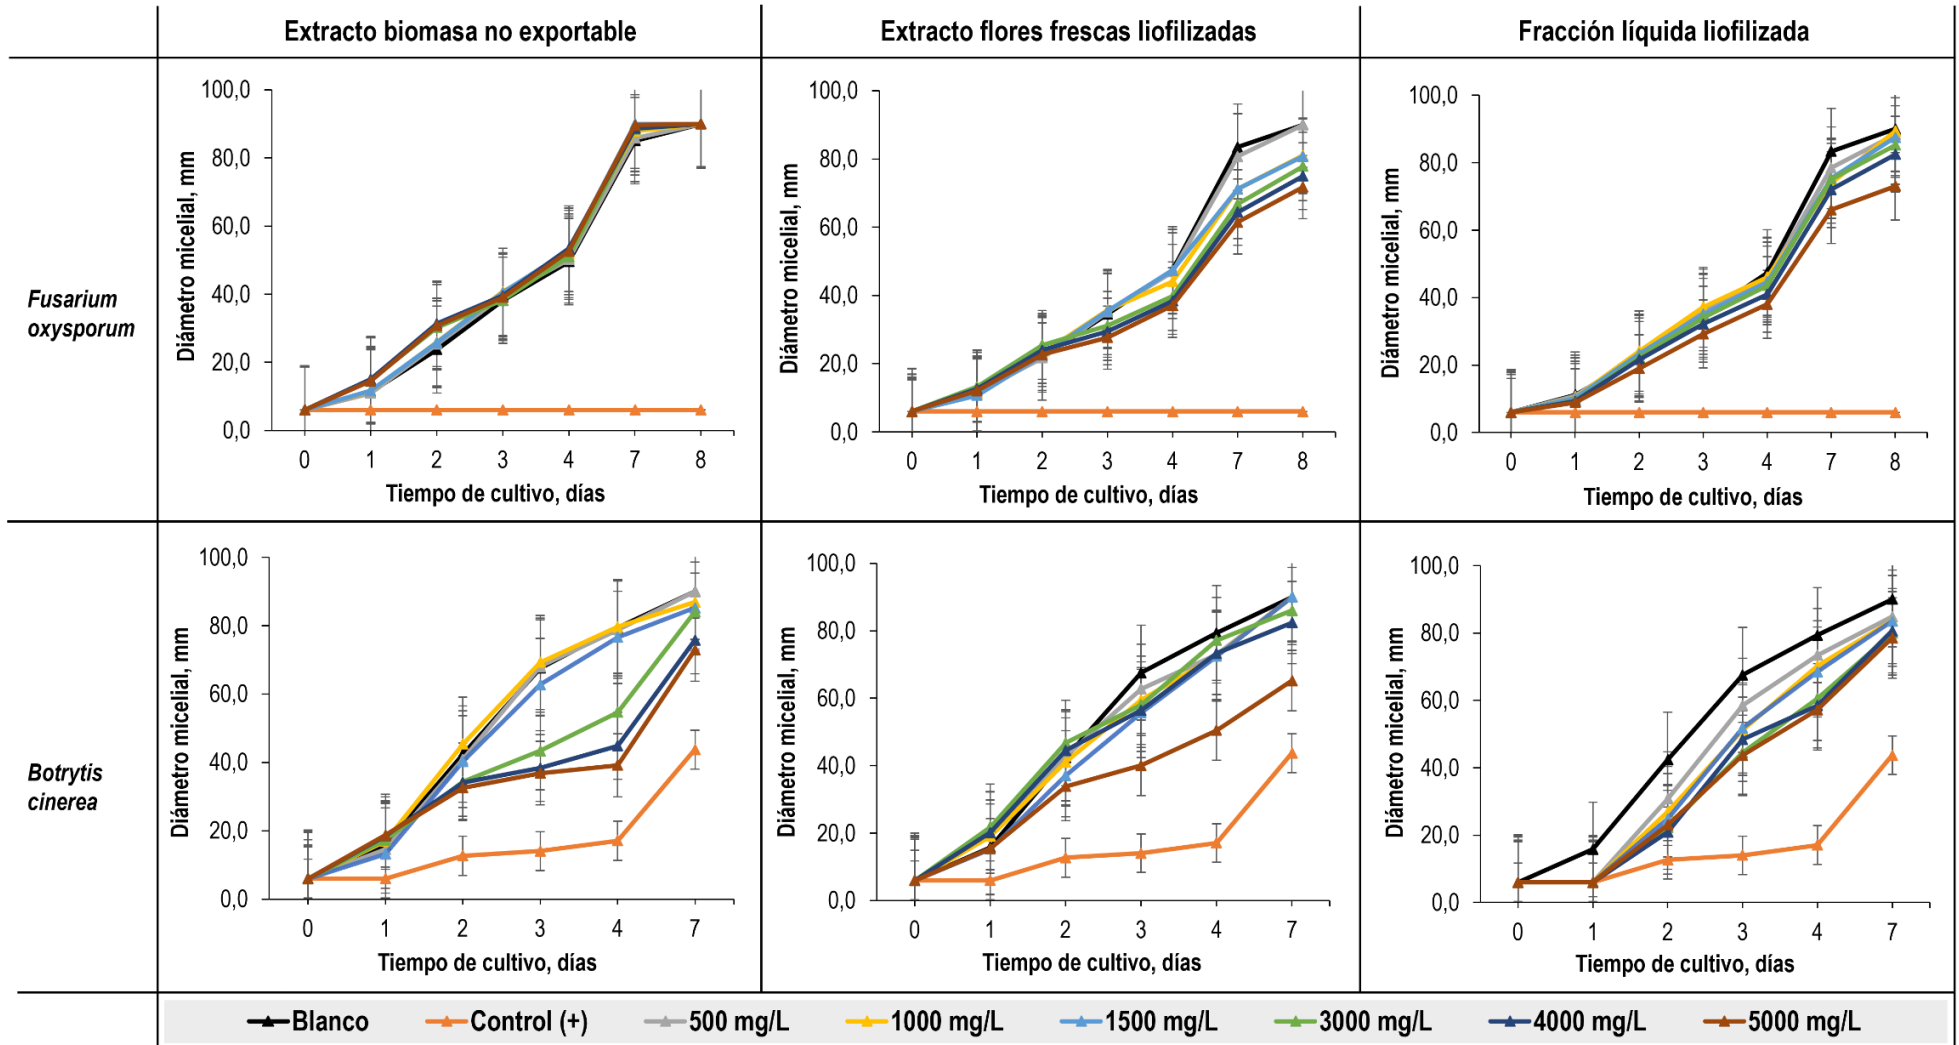 Extracto biomasa no exportable
Extracto flores frescas liofilizadas
Fracción líquida liofilizada
Fusarium
oxysporum
Diámetro micelial, mm
100,0
80,0
60,0
40,0
20,0
0,0
0 1 2 3 4 7 8
Tiempo de cultivo, días
Diámetro micelial, mm
100,0
80,0
60,0
40,0
20,0
0,0
0 1 2 3 4 7 8
Tiempo de cultivo, días
Diámetro micelial, mm
100,0
80,0
60,0
40,0
20,0
0,0
0 1 2 3 4 7 8
Tiempo de cultivo, días
Botrytis
cinerea
Diámetro micelial, mm
100,0
80,0
60,0
40,0
20,0
0,0
0 1 2 3 4 7
Tiempo de cultivo, días
Diámetro micelial, mm
100,0
80,0
60,0
40,0
20,0
0,0
0 1 2 3 4 7
Tiempo de cultivo, días
Diámetro micelial, mm
100,0
80,0
60,0
40,0
20,0
0,0
0 1 2 3 4 7
Tiempo de cultivo, días
Blanco Control (+) 500 mg/L 1000 mg/L 1500 mg/L 3000 mg/L 4000 mg/L 5000 mg/L